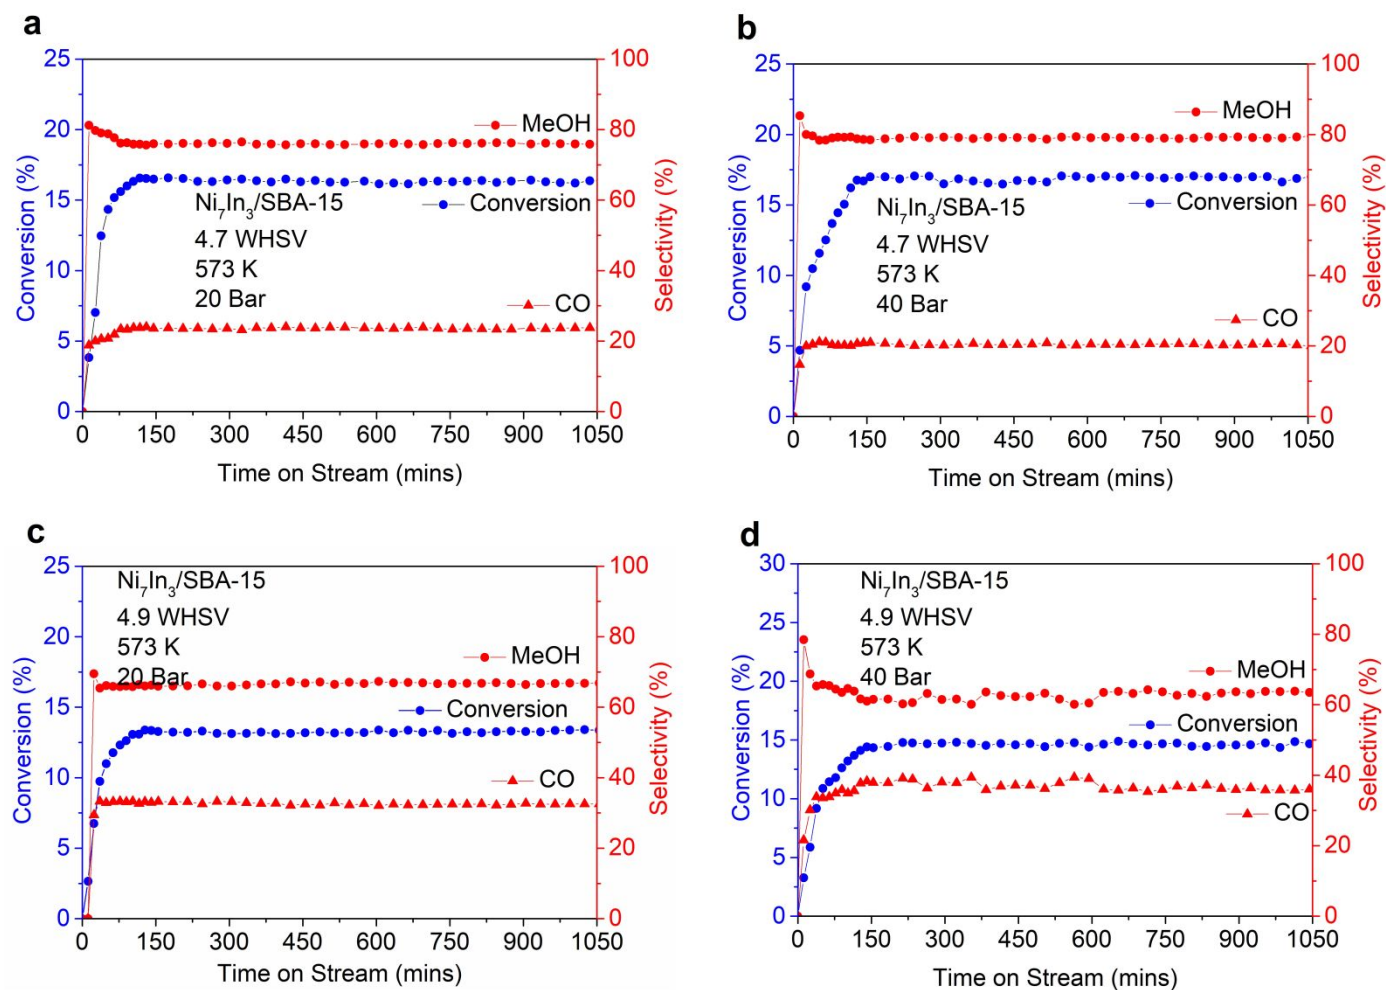 a
25
20
15
10
5
0
Conversion (%)
100
80
60
40
20
0
Selectivity (%)
MeOH
Conversion
CO
Ni₇In₃/SBA-15
4.7 WHSV
573 K
20 Bar
0 150 300 450 600 750 900 1050
Time on Stream (mins)
b
25
20
15
10
5
0
Conversion (%)
100
80
60
40
20
0
Selectivity (%)
MeOH
Conversion
CO
Ni₇In₃/SBA-15
4.7 WHSV
573 K
40 Bar
0 150 300 450 600 750 900 1050
Time on Stream (mins)
c
25
20
15
10
5
0
Conversion (%)
100
80
60
40
20
0
Selectivity (%)
Ni₇In₃/SBA-15
4.9 WHSV
573 K
20 Bar
MeOH
Conversion
CO
0 150 300 450 600 750 900 1050
Time on Stream (mins)
d
30
25
20
15
10
5
0
Conversion (%)
100
80
60
40
20
0
Selectivity (%)
Ni₇In₃/SBA-15
4.9 WHSV
573 K
40 Bar
MeOH
Conversion
CO
0 150 300 450 600 750 900 1050
Time on Stream (mins)